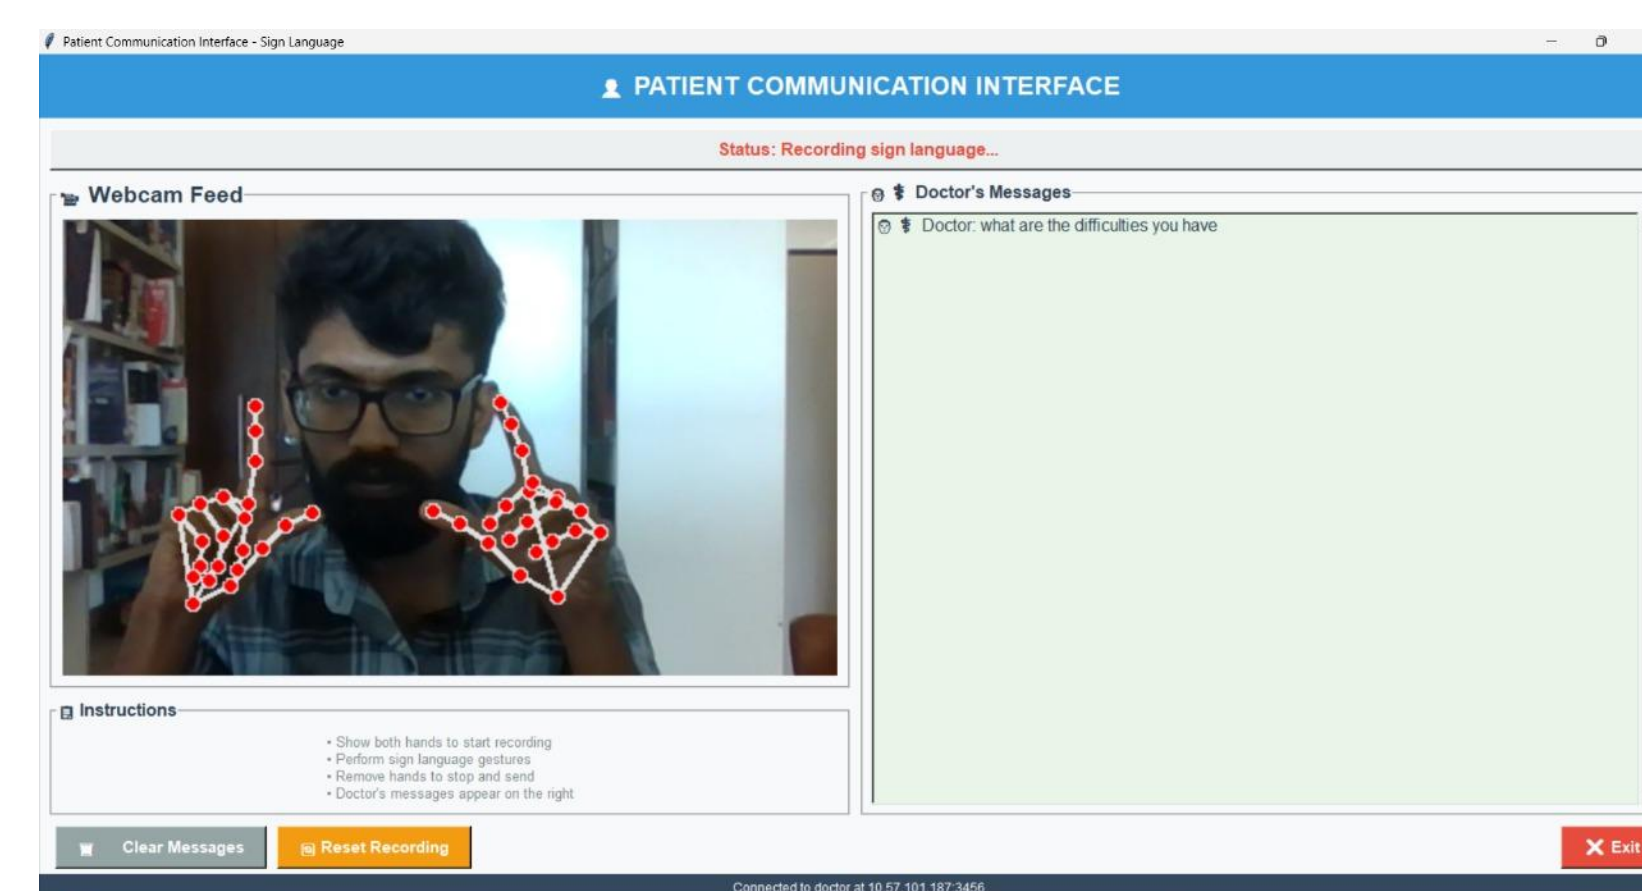 Patient Communication Interface - Sign Language
PATIENT COMMUNICATION INTERFACE
Status: Recording sign language...
Webcam Feed
Doctor's Messages
Doctor: what are the difficulties you have
Instructions
• Show both hands to start recording
• Perform sign language gestures
• Remove hands to stop and send
• Doctor's messages appear on the right
Clear Messages
Reset Recording
Exit
Connected to doctor at 10.57.101.187:3456